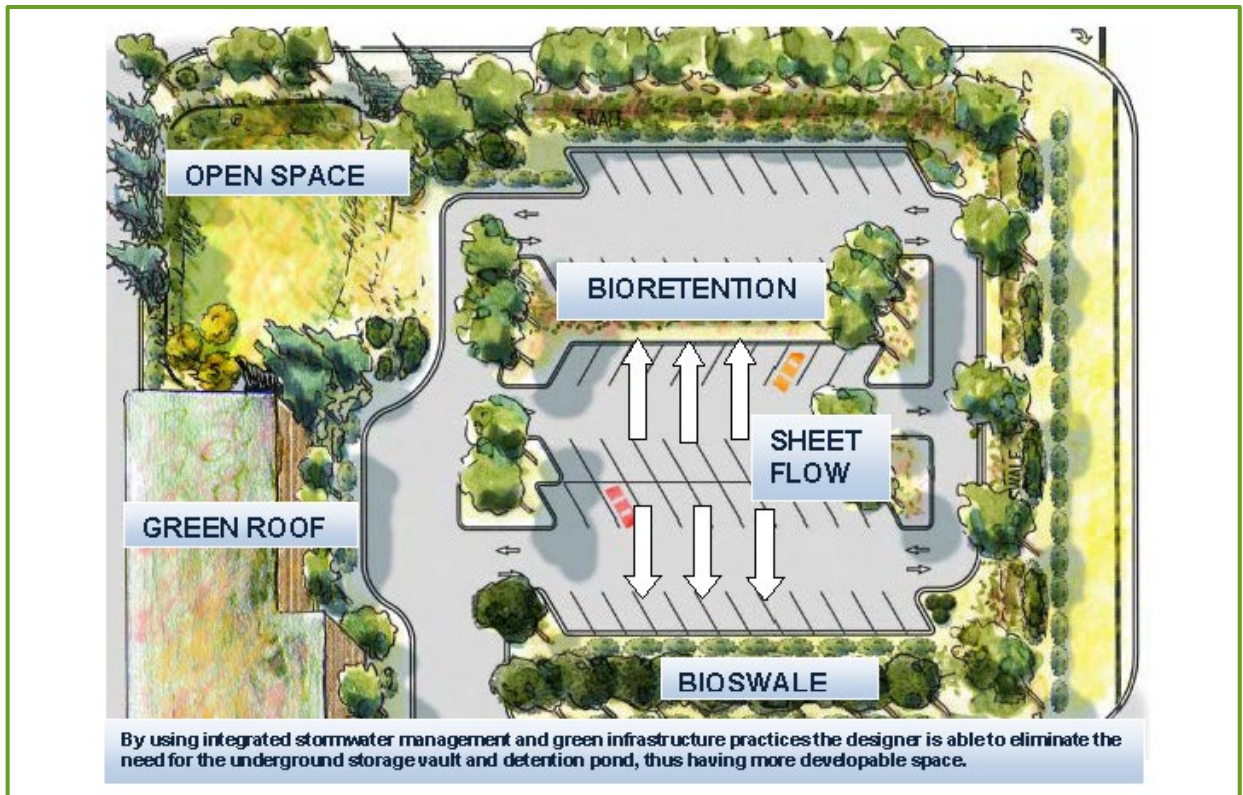 SWALE
OPEN SPACE
BIORETENTION
SHEET
FLOW
SWALE
GREEN ROOF
BIOSWALE
By using integrated stormwater management and green infrastructure practices the designer is able to eliminate the
need for the underground storage vault and detention pond, thus having more developable space.